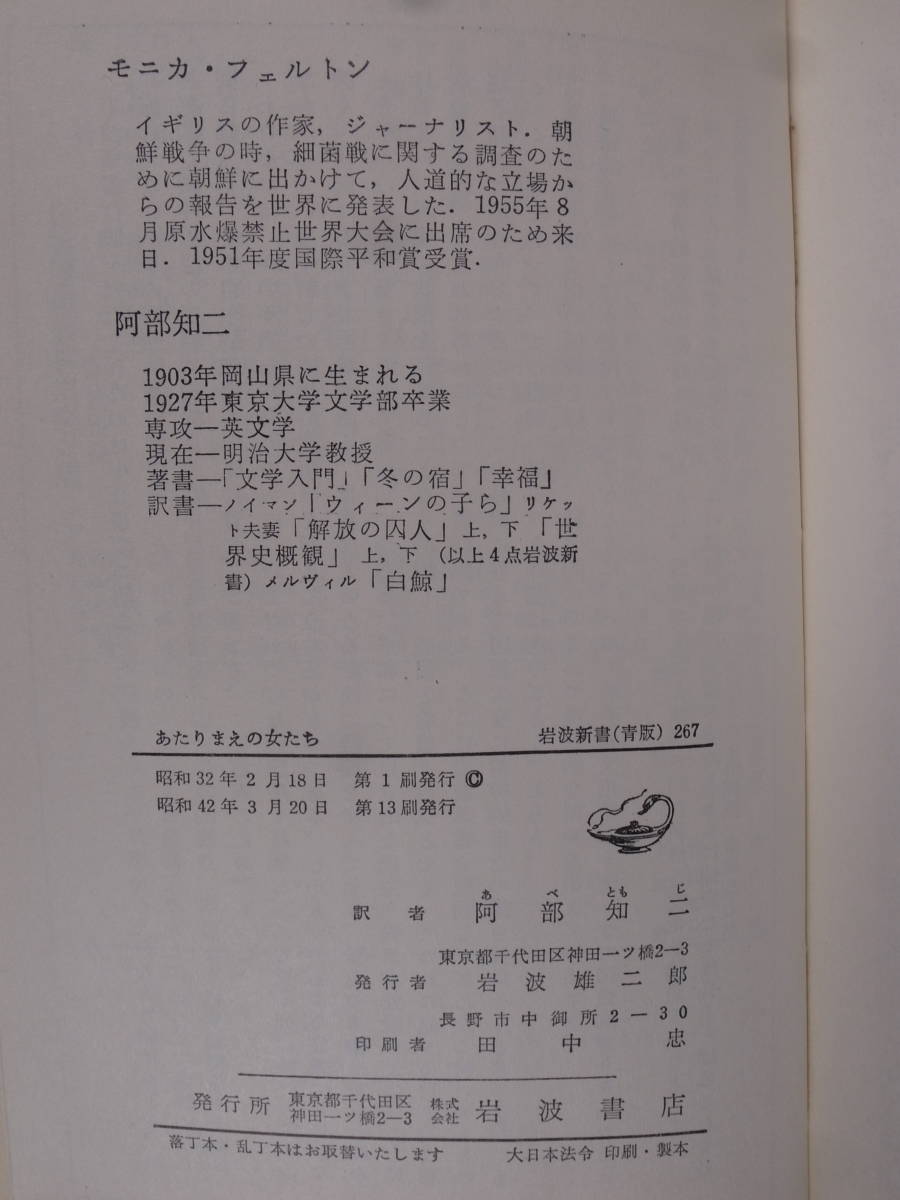 モニカ・フェルトン
イギリスの作家，ジャーナリスト．朝
鮮戦争の時，細菌戦に関する調査のた
めに朝鮮に出かけて，人道的な立場か
らの報告を世界に発表した．1955年8
月原水爆禁止世界大会に出席のため来
日．1951年度国際平和賞受賞．
阿部知二
1903年岡山県に生まれる
1927年東京大学文学部卒業
専攻―英文学
現在―明治大学教授
著書―「文学入門」「冬の宿」「幸福」
訳書―ノイマン「ウィーンの子ら」リケッ
ト夫妻「解放の囚人」上，下「世
界史概観」上，下（以上4点岩波新
書）メルヴィル「白鯨」
あたりまえの女たち　岩波新書（青版）267
昭和32年2月18日　第1刷発行 ©
昭和42年3月20日　第13刷発行
あ べ とも じ
訳者　阿部知二
東京都千代田区神田一ツ橋2－3
発行者　岩波雄二郎
長野市中御所2－30
印刷者　田中忠
発行所　東京都千代田区神田一ツ橋2－3　株式会社　岩波書店
落丁本・乱丁本はお取替いたします　大日本法令 印刷・製本